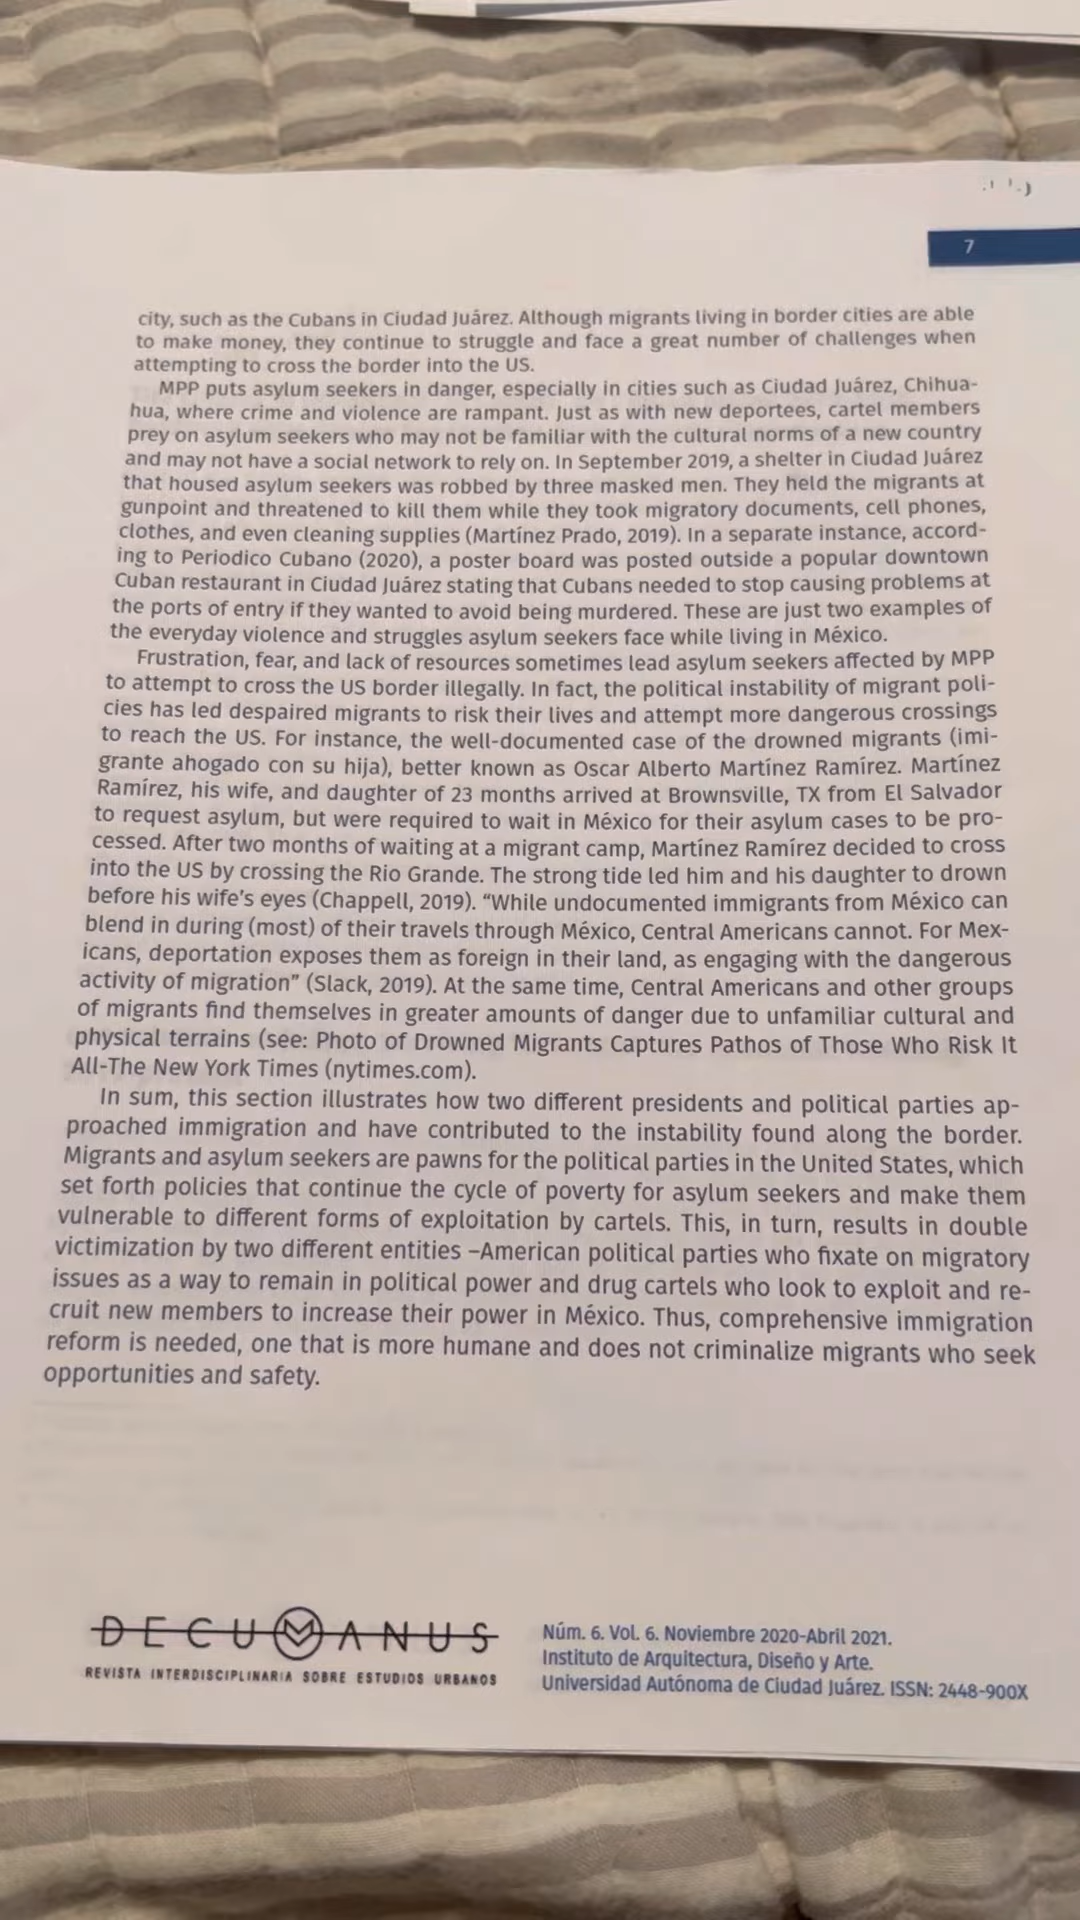 7
city, such as the Cubans in Ciudad Juárez. Although migrants living in border cities are able
to make money, they continue to struggle and face a great number of challenges when
attempting to cross the border into the US.
MPP puts asylum seekers in danger, especially in cities such as Ciudad Juárez, Chihua-
hua, where crime and violence are rampant. Just as with new deportees, cartel members
prey on asylum seekers who may not be familiar with the cultural norms of a new country
and may not have a social network to rely on. In September 2019, a shelter in Ciudad Juárez
that housed asylum seekers was robbed by three masked men. They held the migrants at
gunpoint and threatened to kill them while they took migratory documents, cell phones,
clothes, and even cleaning supplies (Martínez Prado, 2019). In a separate instance, accord-
ing to Periodico Cubano (2020), a poster board was posted outside a popular downtown
Cuban restaurant in Ciudad Juárez stating that Cubans needed to stop causing problems at
the ports of entry if they wanted to avoid being murdered. These are just two examples of
the everyday violence and struggles asylum seekers face while living in México.
Frustration, fear, and lack of resources sometimes lead asylum seekers affected by MPP
to attempt to cross the US border illegally. In fact, the political instability of migrant poli-
cies has led despaired migrants to risk their lives and attempt more dangerous crossings
to reach the US. For instance, the well-documented case of the drowned migrants (imi-
grante ahogado con su hija), better known as Oscar Alberto Martínez Ramírez. Martínez
Ramírez, his wife, and daughter of 23 months arrived at Brownsville, TX from El Salvador
to request asylum, but were required to wait in México for their asylum cases to be pro-
cessed. After two months of waiting at a migrant camp, Martínez Ramírez decided to cross
into the US by crossing the Rio Grande. The strong tide led him and his daughter to drown
before his wife's eyes (Chappell, 2019). “While undocumented immigrants from México can
blend in during (most) of their travels through México, Central Americans cannot. For Mex-
icans, deportation exposes them as foreign in their land, as engaging with the dangerous
activity of migration” (Slack, 2019). At the same time, Central Americans and other groups
of migrants find themselves in greater amounts of danger due to unfamiliar cultural and
physical terrains (see: Photo of Drowned Migrants Captures Pathos of Those Who Risk It
All-The New York Times (nytimes.com).
In sum, this section illustrates how two different presidents and political parties ap-
proached immigration and have contributed to the instability found along the border.
Migrants and asylum seekers are pawns for the political parties in the United States, which
set forth policies that continue the cycle of poverty for asylum seekers and make them
vulnerable to different forms of exploitation by cartels. This, in turn, results in double
victimization by two different entities –American political parties who fixate on migratory
issues as a way to remain in political power and drug cartels who look to exploit and re-
cruit new members to increase their power in México. Thus, comprehensive immigration
reform is needed, one that is more humane and does not criminalize migrants who seek
opportunities and safety.
DECUMANUS
REVISTA INTERDISCIPLINARIA SOBRE ESTUDIOS URBANOS
Núm. 6. Vol. 6. Noviembre 2020-Abril 2021.
Instituto de Arquitectura, Diseño y Arte.
Universidad Autónoma de Ciudad Juárez. ISSN: 2448-900X